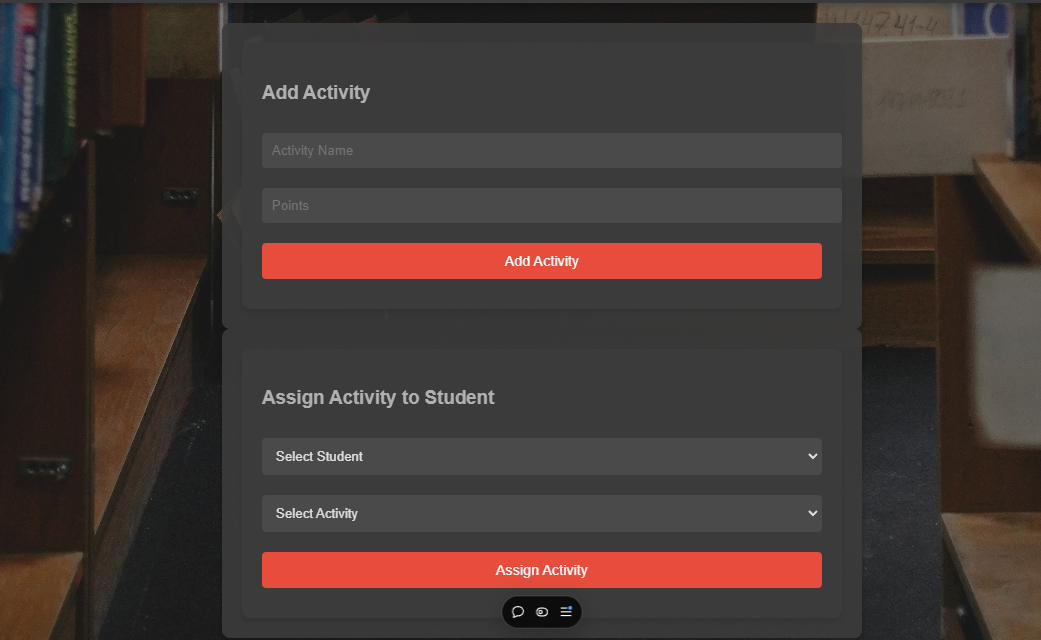 Add Activity
Activity Name
Points
Add Activity
Assign Activity to Student
Select Student
Select Activity
Assign Activity